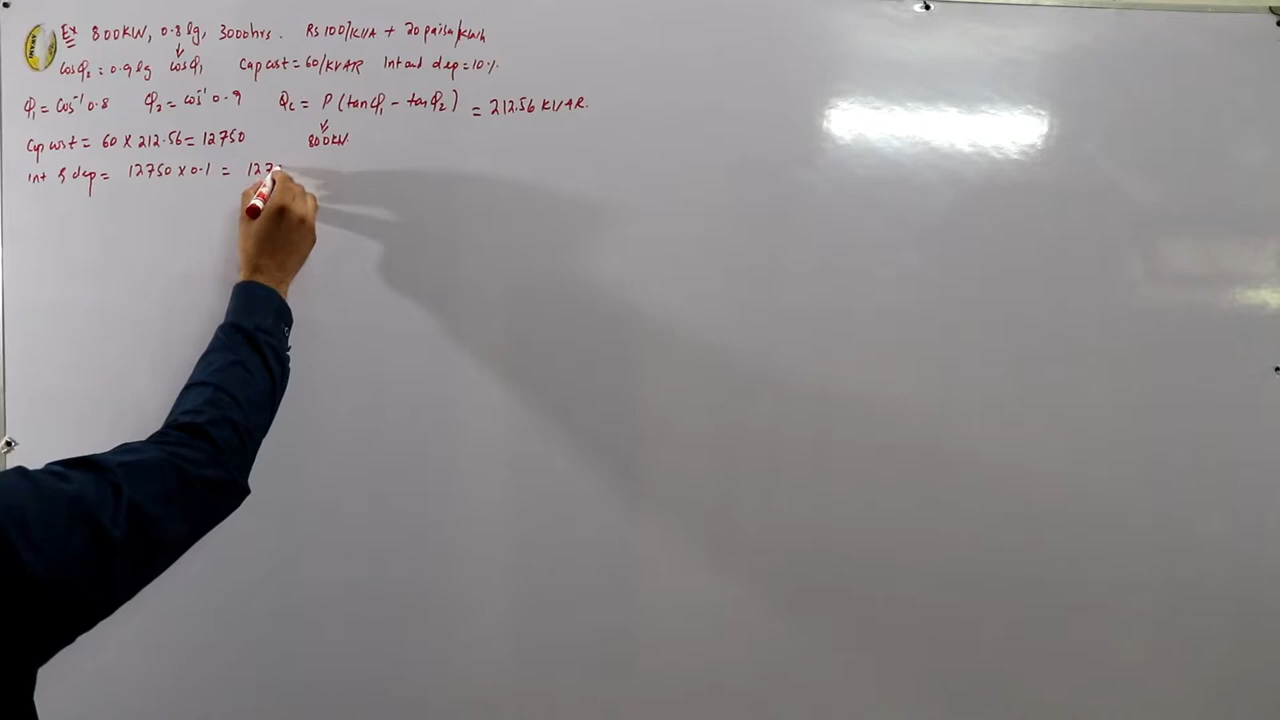 Ex 800KW, 0.8 lg, 3000hrs. Rs 100/KVA + 20 paisa/kwh
cosφ₂ = 0.9 lg cosφ₁ Cap cost = 60/KVAR Int and dep = 10%
φ₁ = Cos⁻¹ 0.8 φ₂ = cos⁻¹ 0.9 Qc = P (tanφ₁ - tanφ₂) = 212.56 KVAR.
800KW.
Cap cost = 60 x 212.56 = 12750
Int & dep = 12750 x 0.1 = 127